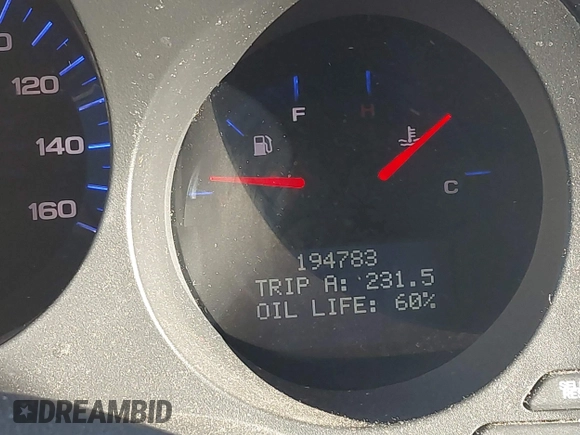 120
140
160
F
H
C
194783
TRIP A: 231.5
OIL LIFE: 60%
DREAMBID